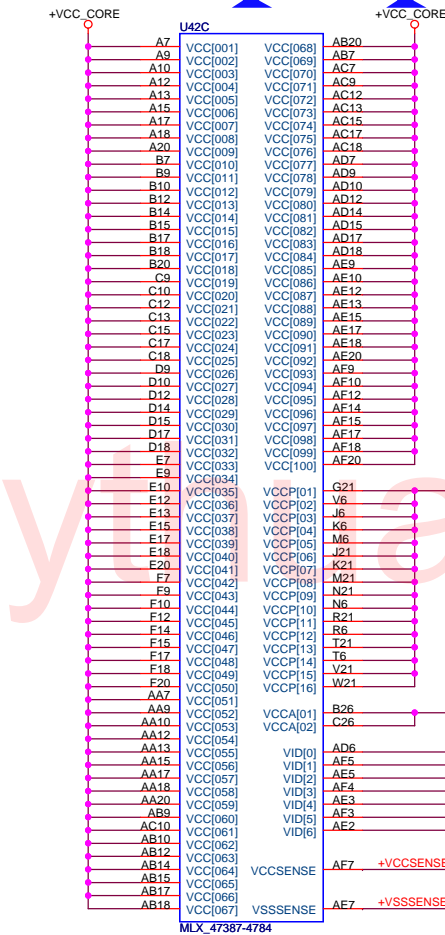 +VCC_CORE +VCC_CORE
U42C
A7 VCC[001] VCC[068] AB20
A9 VCC[002] VCC[069] AB7
A10 VCC[003] VCC[070] AC7
A12 VCC[004] VCC[071] AC9
A13 VCC[005] VCC[072] AC12
A15 VCC[006] VCC[073] AC13
A17 VCC[007] VCC[074] AC15
A18 VCC[008] VCC[075] AC17
A20 VCC[009] VCC[076] AC18
B7 VCC[010] VCC[077] AD7
B9 VCC[011] VCC[078] AD9
B10 VCC[012] VCC[079] AD10
B12 VCC[013] VCC[080] AD12
B14 VCC[014] VCC[081] AD14
B15 VCC[015] VCC[082] AD15
B17 VCC[016] VCC[083] AD17
B18 VCC[017] VCC[084] AD18
B20 VCC[018] VCC[085] AE9
C9 VCC[019] VCC[086] AE10
C10 VCC[020] VCC[087] AE12
C12 VCC[021] VCC[088] AE13
C13 VCC[022] VCC[089] AE15
C15 VCC[023] VCC[090] AE17
C17 VCC[024] VCC[091] AE18
C18 VCC[025] VCC[092] AE20
D9 VCC[026] VCC[093] AF9
D10 VCC[027] VCC[094] AF10
D12 VCC[028] VCC[095] AF12
D14 VCC[029] VCC[096] AF14
D15 VCC[030] VCC[097] AF15
D17 VCC[031] VCC[098] AF17
D18 VCC[032] VCC[099] AF18
E7 VCC[033] VCC[100] AF20
E9 VCC[034]
E10 VCC[035] VCCP[01] G21
E12 VCC[036] VCCP[02] V6
E13 VCC[037] VCCP[03] J6
E15 VCC[038] VCCP[04] K6
E17 VCC[039] VCCP[05] M6
E18 VCC[040] VCCP[06] J21
E20 VCC[041] VCCP[07] K21
F7 VCC[042] VCCP[08] M21
F9 VCC[043] VCCP[09] N21
F10 VCC[044] VCCP[10] N6
F12 VCC[045] VCCP[11] R21
F14 VCC[046] VCCP[12] R6
F15 VCC[047] VCCP[13] T21
F17 VCC[048] VCCP[14] T6
F18 VCC[049] VCCP[15] V21
F20 VCC[050] VCCP[16] W21
AA7 VCC[051]
AA9 VCC[052] VCCA[01] B26
AA10 VCC[053] VCCA[02] C26
AA12 VCC[054]
AA13 VCC[055] VID[0] AD6
AA15 VCC[056] VID[1] AF5
AA17 VCC[057] VID[2] AE5
AA18 VCC[058] VID[3] AF4
AA20 VCC[059] VID[4] AE3
AB9 VCC[060] VID[5] AF3
AC10 VCC[061] VID[6] AE2
AB10 VCC[062]
AB12 VCC[063]
AB14 VCC[064] VCCSENSE AF7 +VCCSENSE
AB15 VCC[065]
AB17 VCC[066]
AB18 VCC[067] VSSSENSE AE7 +VSSSENSE
MLX_47387-4784